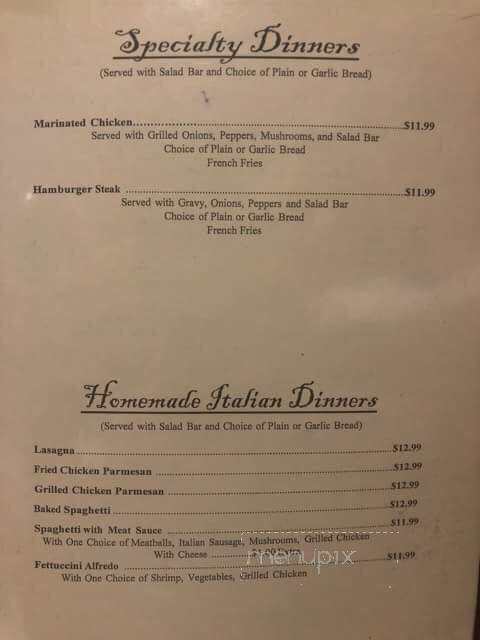 Specialty Dinners
(Served with Salad Bar and Choice of Plain or Garlic Bread)
Marinated Chicken........................................................................$11.99
Served with Grilled Onions, Peppers, Mushrooms, and Salad Bar
Choice of Plain or Garlic Bread
French Fries
Hamburger Steak ........................................................................$11.99
Served with Gravy, Onions, Peppers and Salad Bar
Choice of Plain or Garlic Bread
French Fries
Homemade Italian Dinners
(Served with Salad Bar and Choice of Plain or Garlic Bread)
Lasagna ........................................................................$12.99
Fried Chicken Parmesan ........................................................................$12.99
Grilled Chicken Parmesan ........................................................................$12.99
Baked Spaghetti ........................................................................$12.99
Spaghetti with Meat Sauce ........................................................................$11.99
With One Choice of Meatballs, Italian Sausage, Mushrooms, Grilled Chicken
With Cheese ............ $1.00 Extra
menupix
Fettuccini Alfredo ........................................................................$11.99
With One Choice of Shrimp, Vegetables, Grilled Chicken